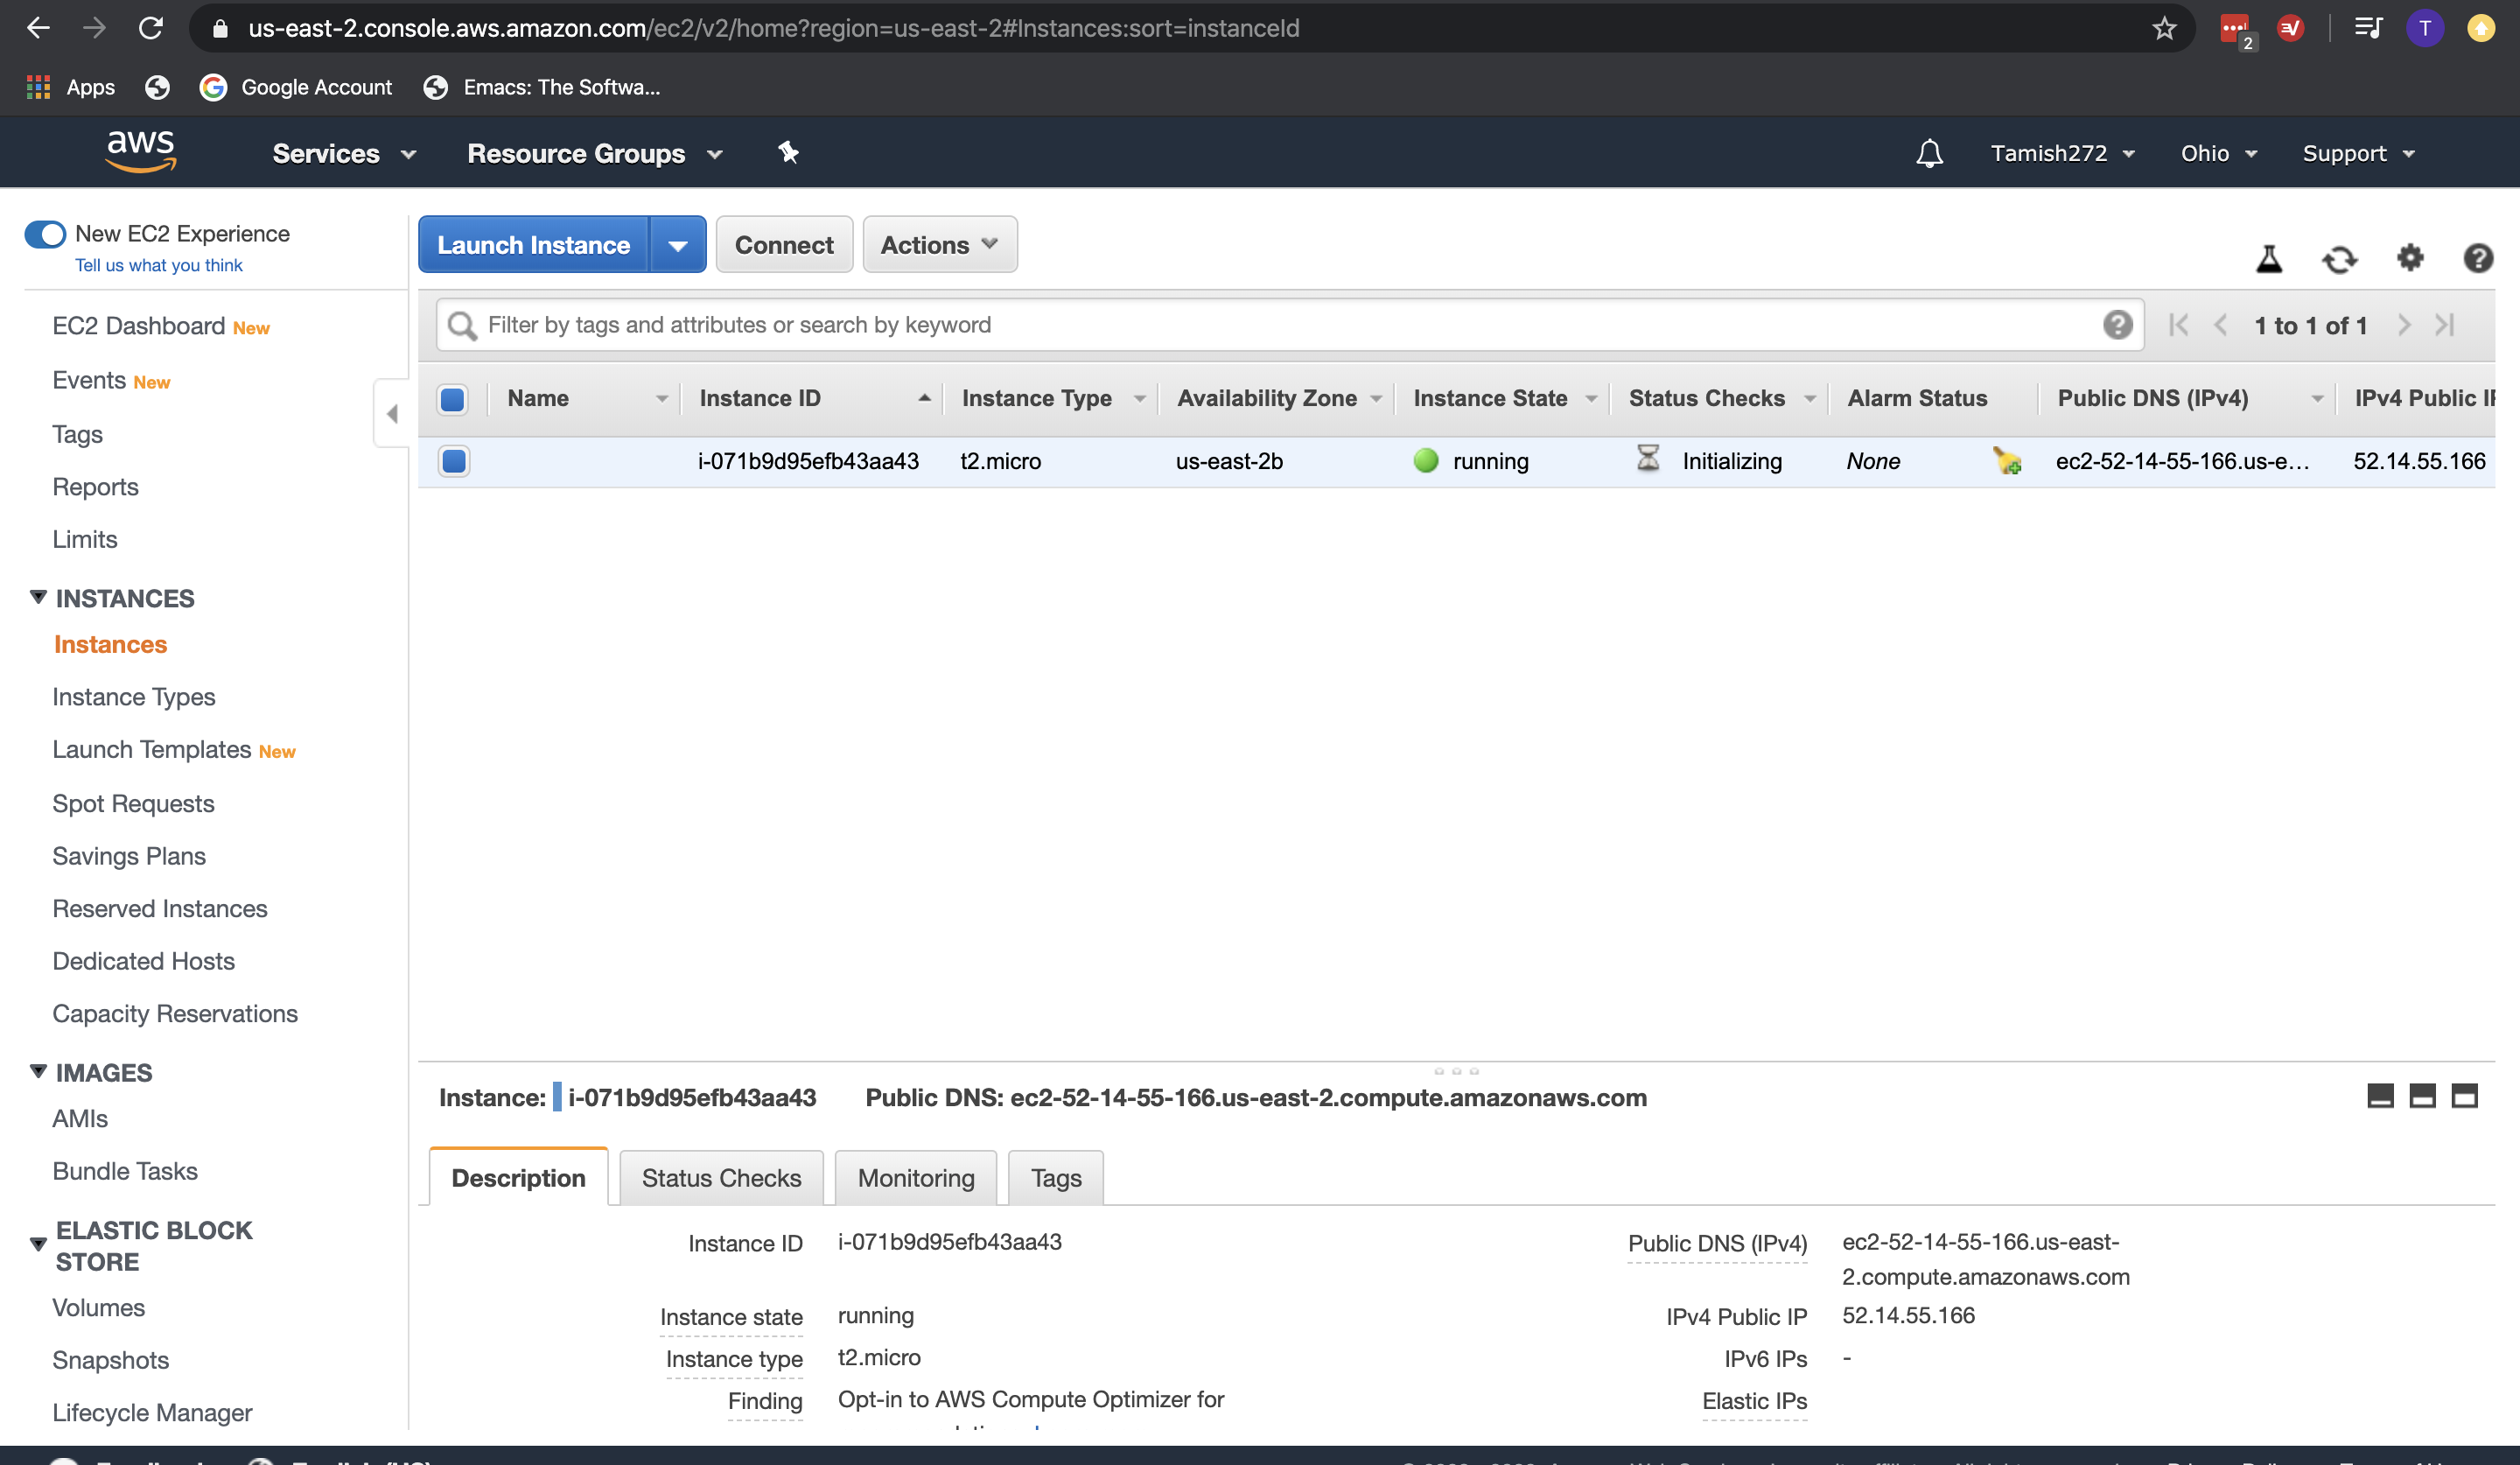 us-east-2.console.aws.amazon.com/ec2/v2/home?region=us-east-2#Instances:sort=instanceId
2
T
Apps
Google Account
Emacs: The Softwa...
aws
Services
Resource Groups
Tamish272
Ohio
Support
New EC2 Experience
Tell us what you think
EC2 Dashboard New
Events New
Tags
Reports
Limits
INSTANCES
Instances
Instance Types
Launch Templates New
Spot Requests
Savings Plans
Reserved Instances
Dedicated Hosts
Capacity Reservations
IMAGES
AMIs
Bundle Tasks
ELASTIC BLOCK
STORE
Volumes
Snapshots
Lifecycle Manager
Launch Instance
Connect
Actions
Filter by tags and attributes or search by keyword
1 to 1 of 1
Name Instance ID Instance Type Availability Zone Instance State Status Checks Alarm Status Public DNS (IPv4) IPv4 Public
i-071b9d95efb43aa43 t2.micro us-east-2b running Initializing None ec2-52-14-55-166.us-e... 52.14.55.166
Instance: i-071b9d95efb43aa43 Public DNS: ec2-52-14-55-166.us-east-2.compute.amazonaws.com
Description
Status Checks
Monitoring
Tags
Instance ID i-071b9d95efb43aa43
Instance state running
Instance type t2.micro
Finding Opt-in to AWS Compute Optimizer for
Public DNS (IPv4) ec2-52-14-55-166.us-east-
2.compute.amazonaws.com
IPv4 Public IP 52.14.55.166
IPv6 IPs -
Elastic IPs